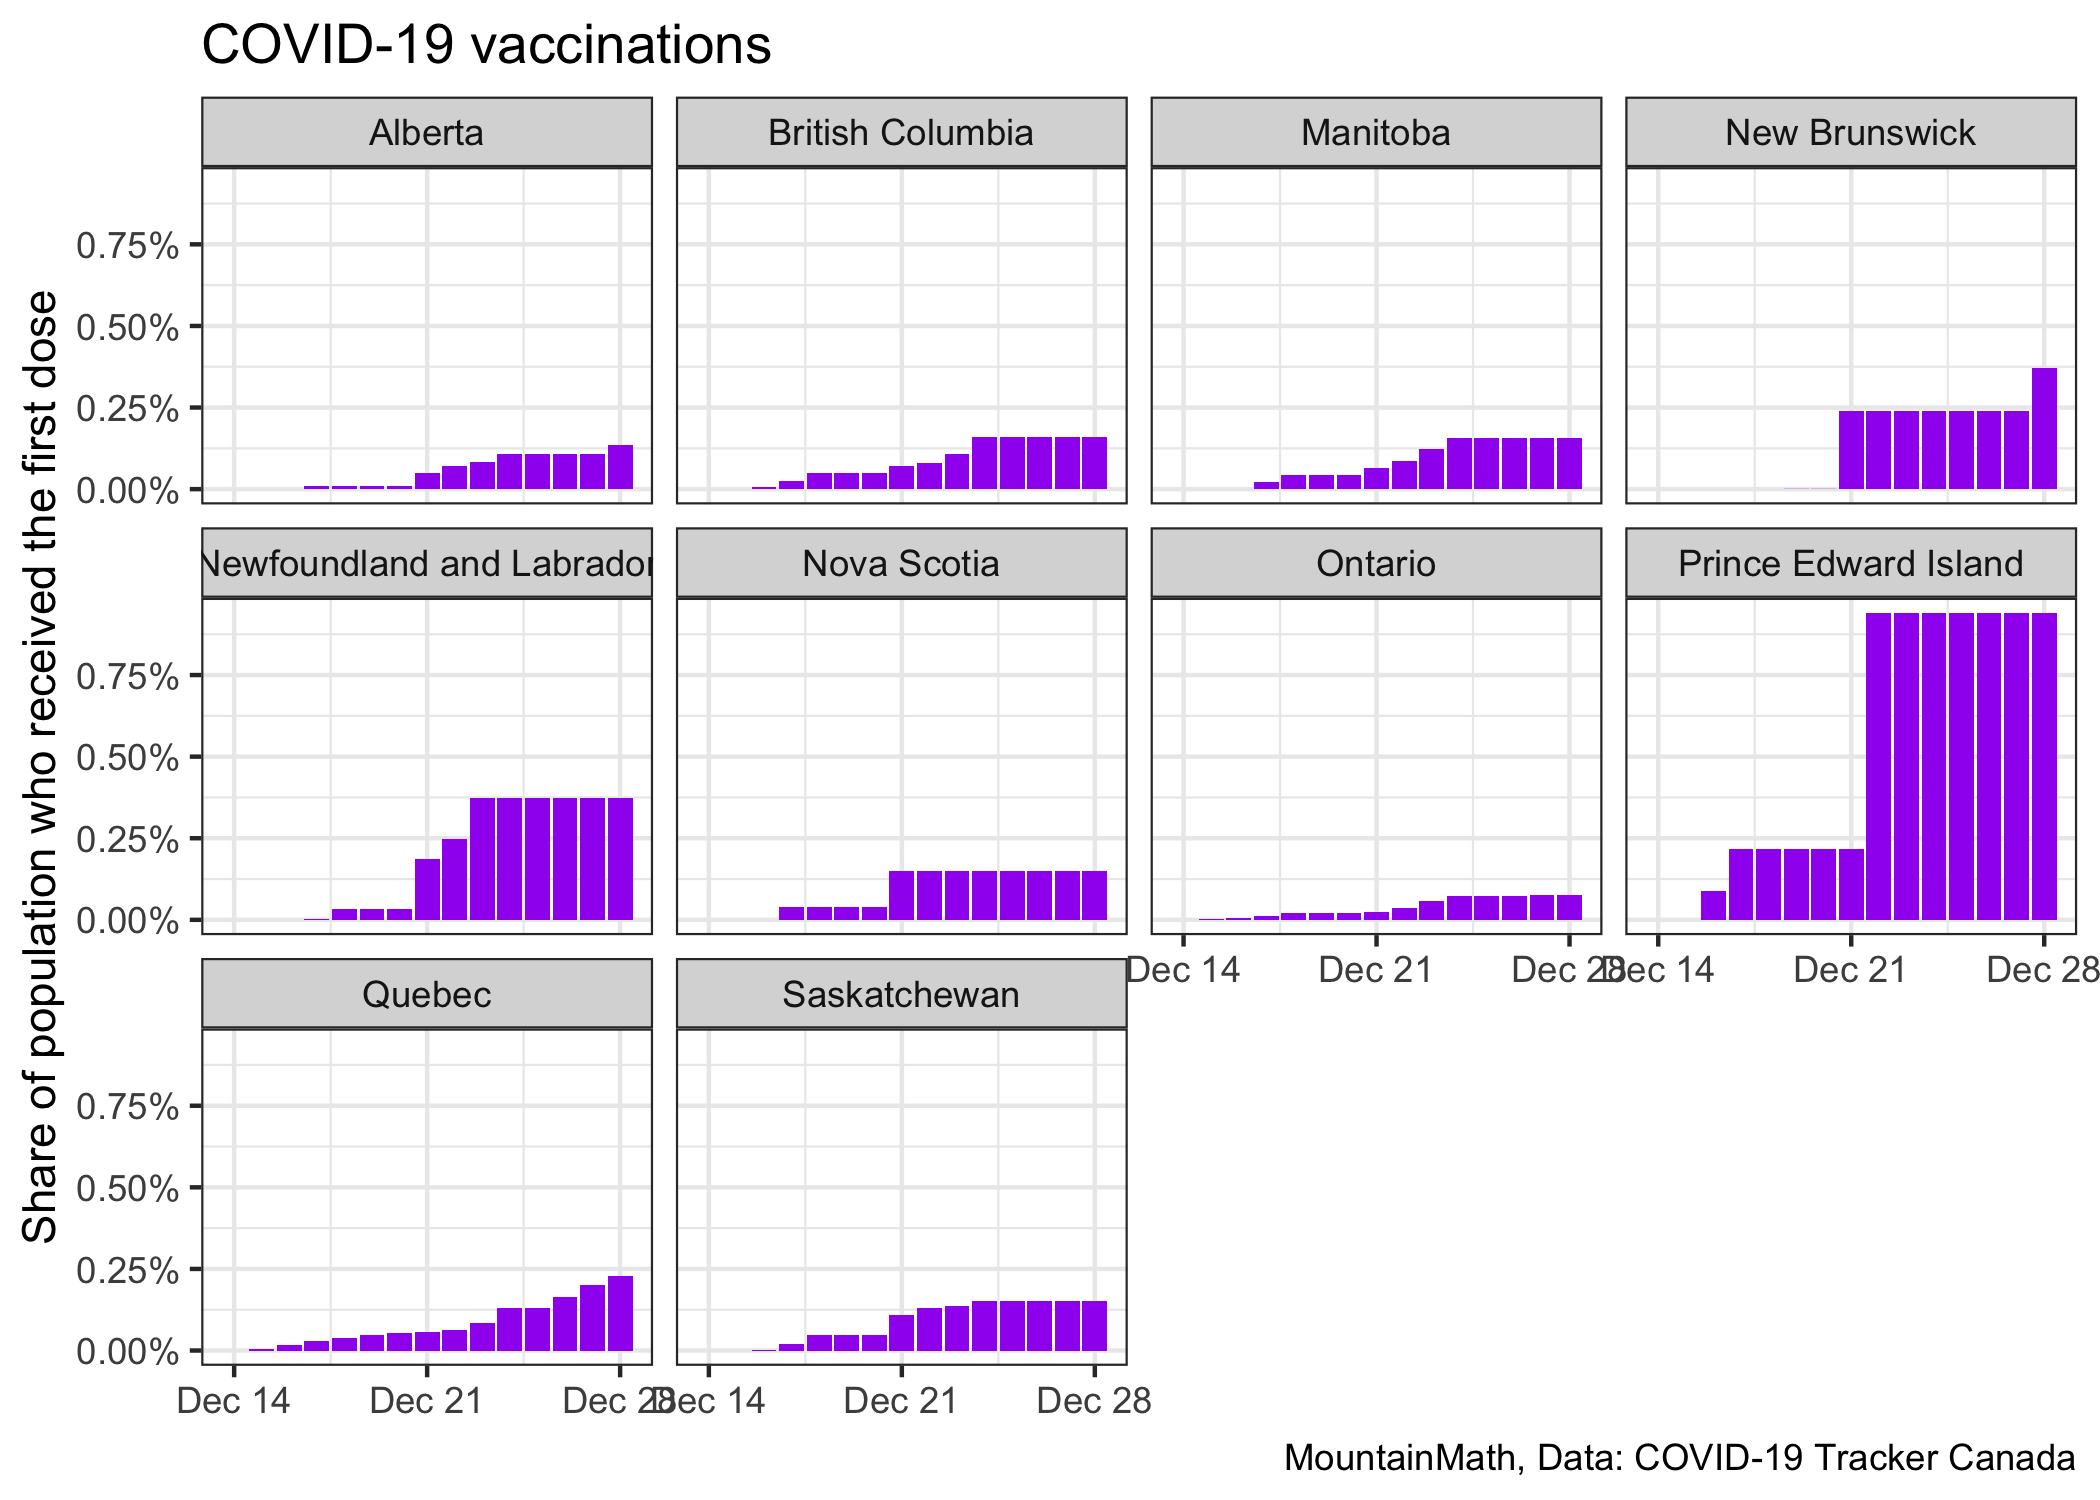 COVID-19 vaccinations
Share of population who received the first dose
Alberta
British Columbia
Manitoba
New Brunswick
0.75%
0.50%
0.25%
0.00%
Newfoundland and Labrador
Nova Scotia
Ontario
Prince Edward Island
0.75%
0.50%
0.25%
0.00%
Dec 14
Dec 21
Dec 28
Dec 14
Dec 21
Dec 28
Quebec
Saskatchewan
0.75%
0.50%
0.25%
0.00%
Dec 14
Dec 21
Dec 28
Dec 14
Dec 21
Dec 28
MountainMath, Data: COVID-19 Tracker Canada